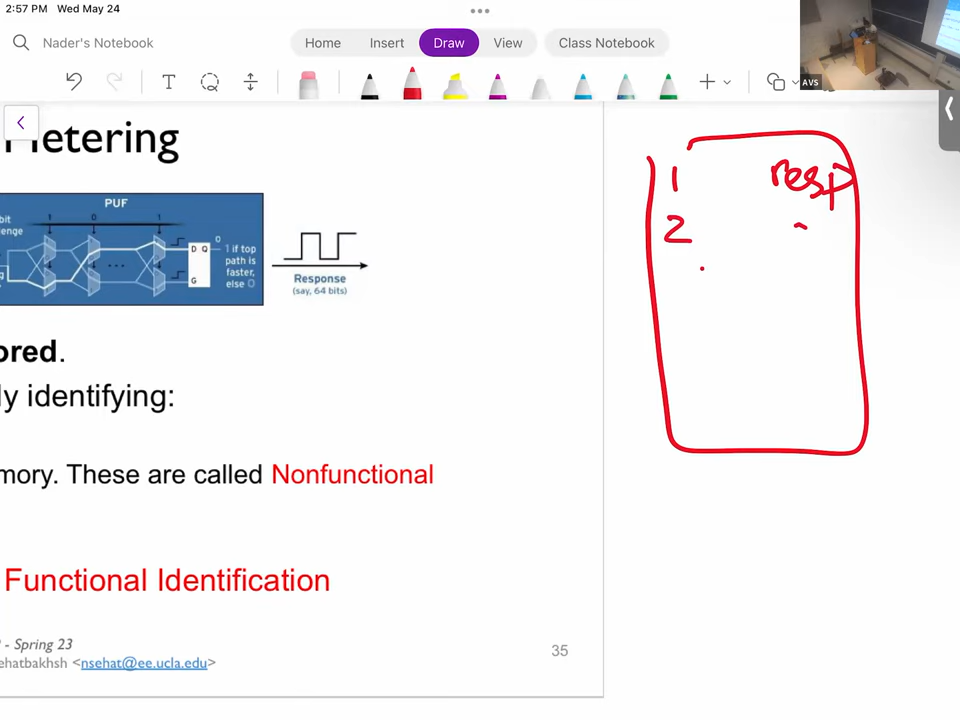 2:57 PM Wed May 24
Nader's Notebook
Home Insert Draw View Class Notebook
T
AVS
etering
PUF
bit
enge
1 0 1
D Q
G
0
1 if top
path is
faster,
else 0
Response
(say, 64 bits)
ored.
ly identifying:
mory. These are called Nonfunctional
Functional Identification
- Spring 23
ehatbakhsh <nsehat@ee.ucla.edu>
35
1 resp
2